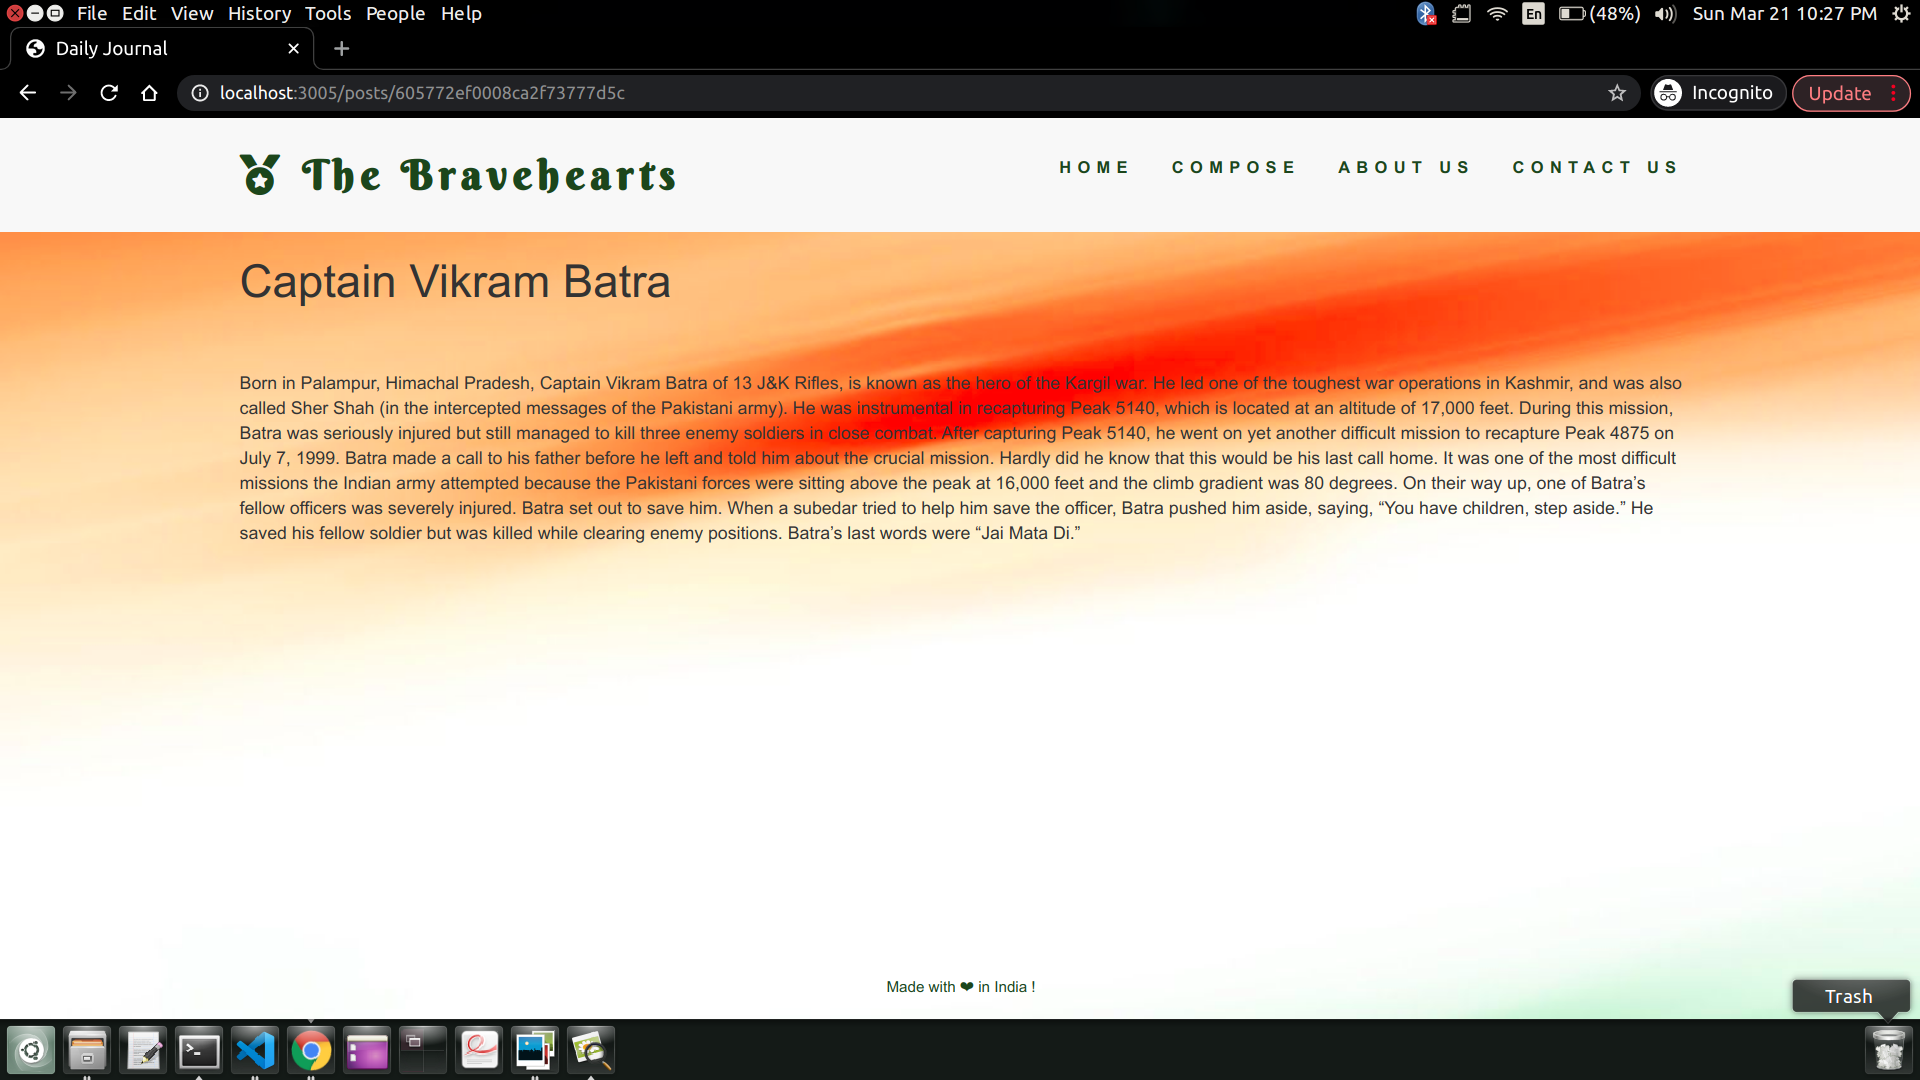 File Edit View History Tools People Help
En (48%) Sun Mar 21 10:27 PM
Daily Journal
localhost:3005/posts/605772ef0008ca2f73777d5c
Incognito
Update
The Bravehearts
HOME COMPOSE ABOUT US CONTACT US
Captain Vikram Batra
Born in Palampur, Himachal Pradesh, Captain Vikram Batra of 13 J&K Rifles, is known as the hero of the Kargil war. He led one of the toughest war operations in Kashmir, and was also
called Sher Shah (in the intercepted messages of the Pakistani army). He was instrumental in recapturing Peak 5140, which is located at an altitude of 17,000 feet. During this mission,
Batra was seriously injured but still managed to kill three enemy soldiers in close combat. After capturing Peak 5140, he went on yet another difficult mission to recapture Peak 4875 on
July 7, 1999. Batra made a call to his father before he left and told him about the crucial mission. Hardly did he know that this would be his last call home. It was one of the most difficult
missions the Indian army attempted because the Pakistani forces were sitting above the peak at 16,000 feet and the climb gradient was 80 degrees. On their way up, one of Batra’s
fellow officers was severely injured. Batra set out to save him. When a subedar tried to help him save the officer, Batra pushed him aside, saying, “You have children, step aside.” He
saved his fellow soldier but was killed while clearing enemy positions. Batra’s last words were “Jai Mata Di.”
Made with ❤ in India !
Trash